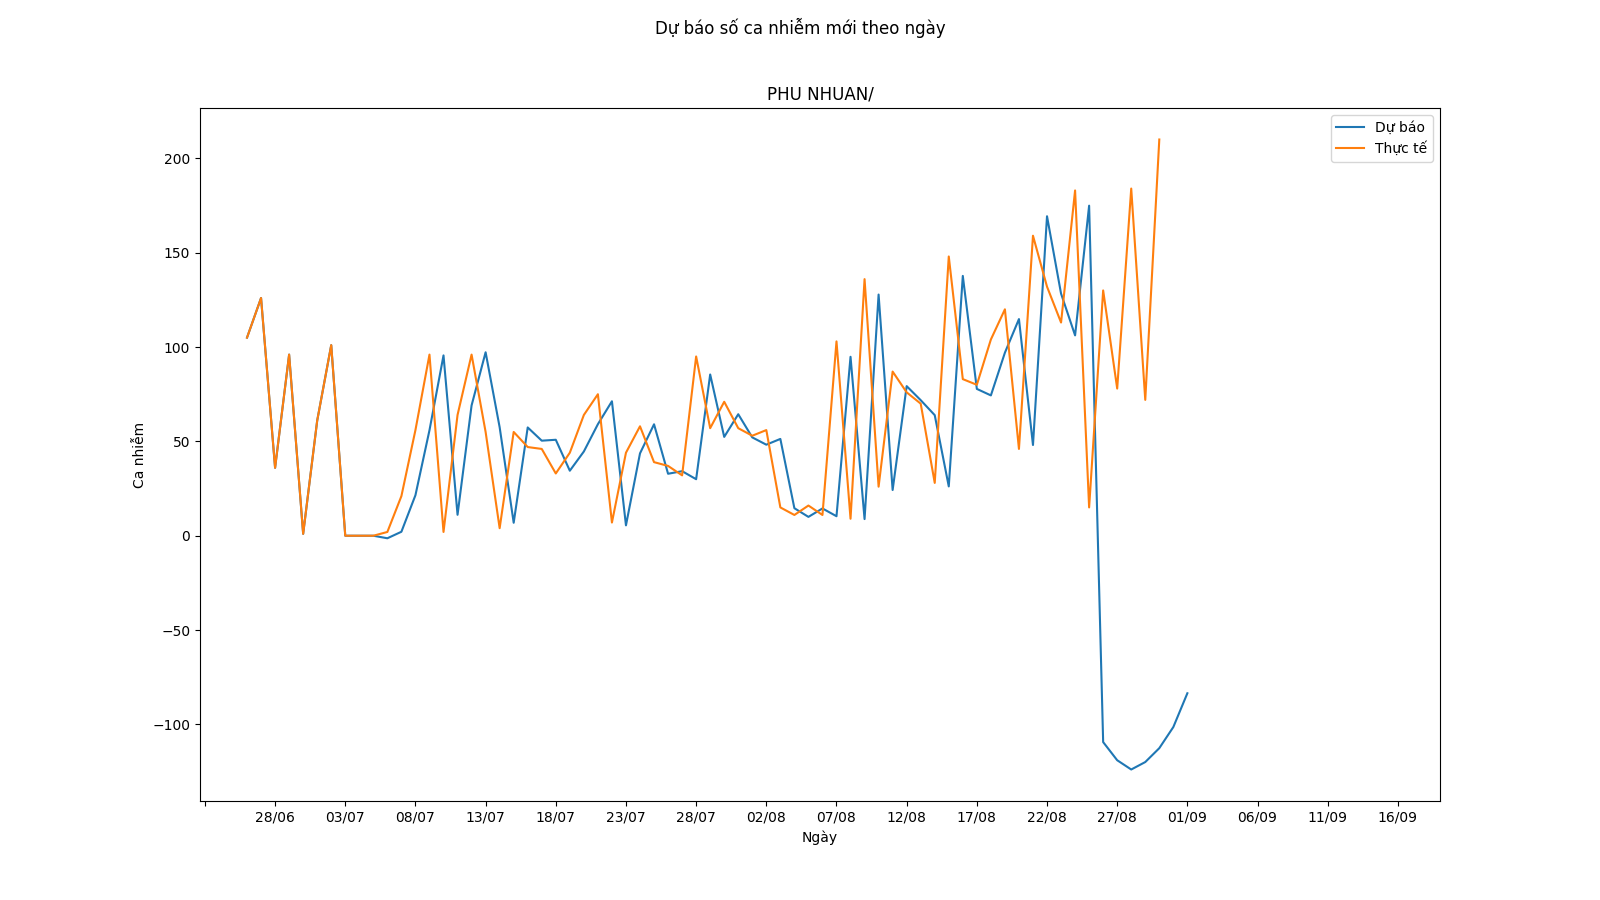 Dự báo số ca nhiễm mới theo ngày
PHU NHUAN/
Dự báo
Thực tế
200
150
100
50
0
−50
−100
Ca nhiễm
28/06 03/07 08/07 13/07 18/07 23/07 28/07 02/08 07/08 12/08 17/08 22/08 27/08 01/09 06/09 11/09 16/09
Ngày